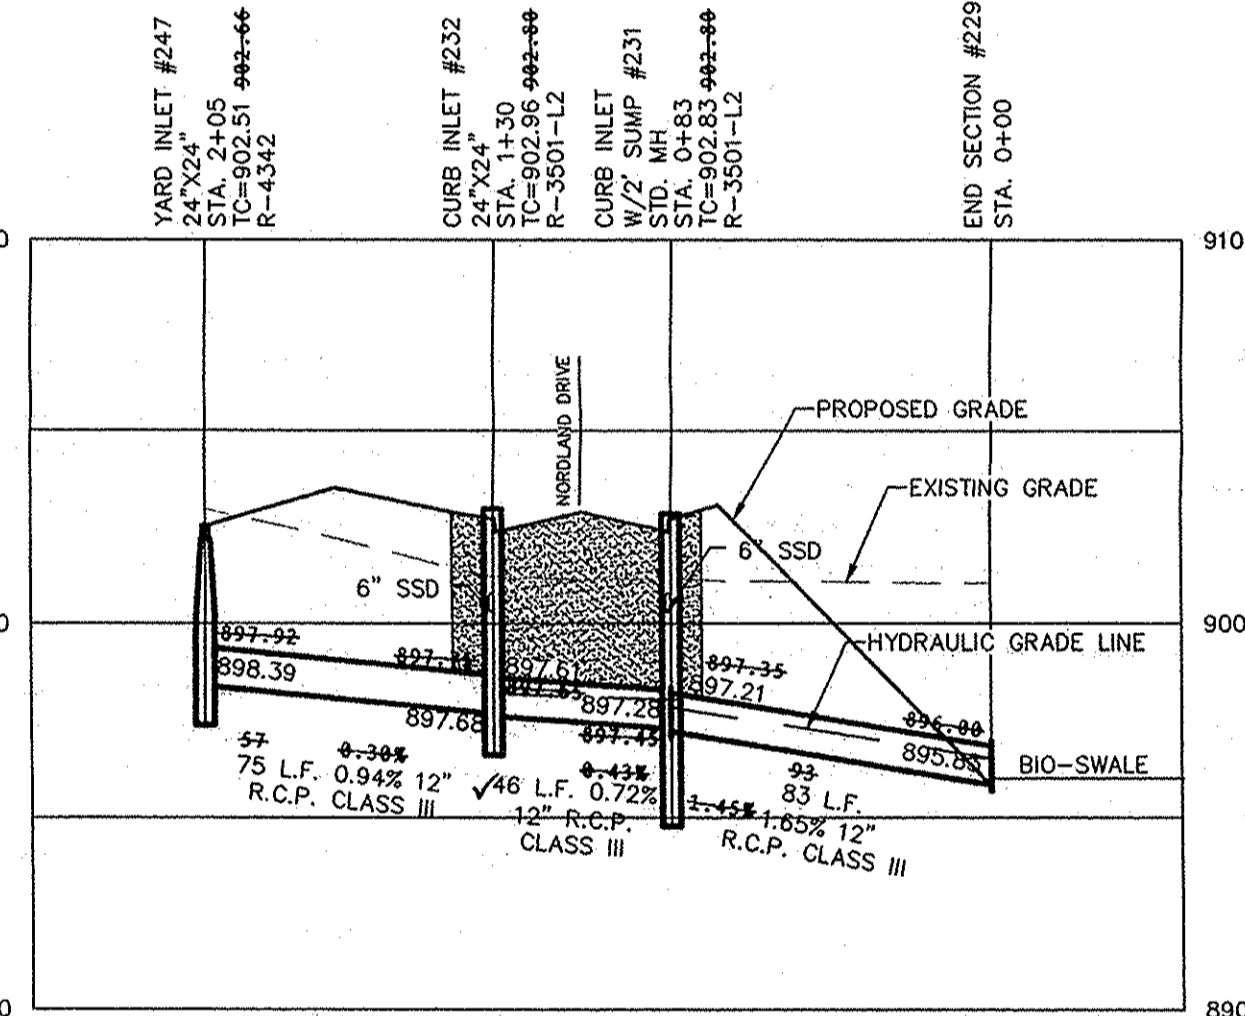 YARD INLET #247
24"X24"
STA. 2+05
TC=902.51 902.66
R-4342
CURB INLET #232
24"X24"
STA. 1+30
TC=902.96 902.80
R-3501-L2
CURB INLET
W/2' SUMP #231
STD. MH
STA. 0+83
TC=902.83 902.80
R-3501-L2
END SECTION #229
STA. 0+00
0
910
NORDLAND DRIVE
PROPOSED GRADE
EXISTING GRADE
6" SSD
6" SSD
0
900
HYDRAULIC GRADE LINE
897.92
898.39
897.61
897.35
897.21
897.28
897.68
897.45
896.00
BIO-SWALE
57
0.30%
75 L.F. 0.94% 12"
R.C.P. CLASS III
0.43%
✓46 L.F. 0.72%
12" R.C.P.
CLASS III
93
83 L.F.
1.45% 1.65% 12"
R.C.P. CLASS III
0
890